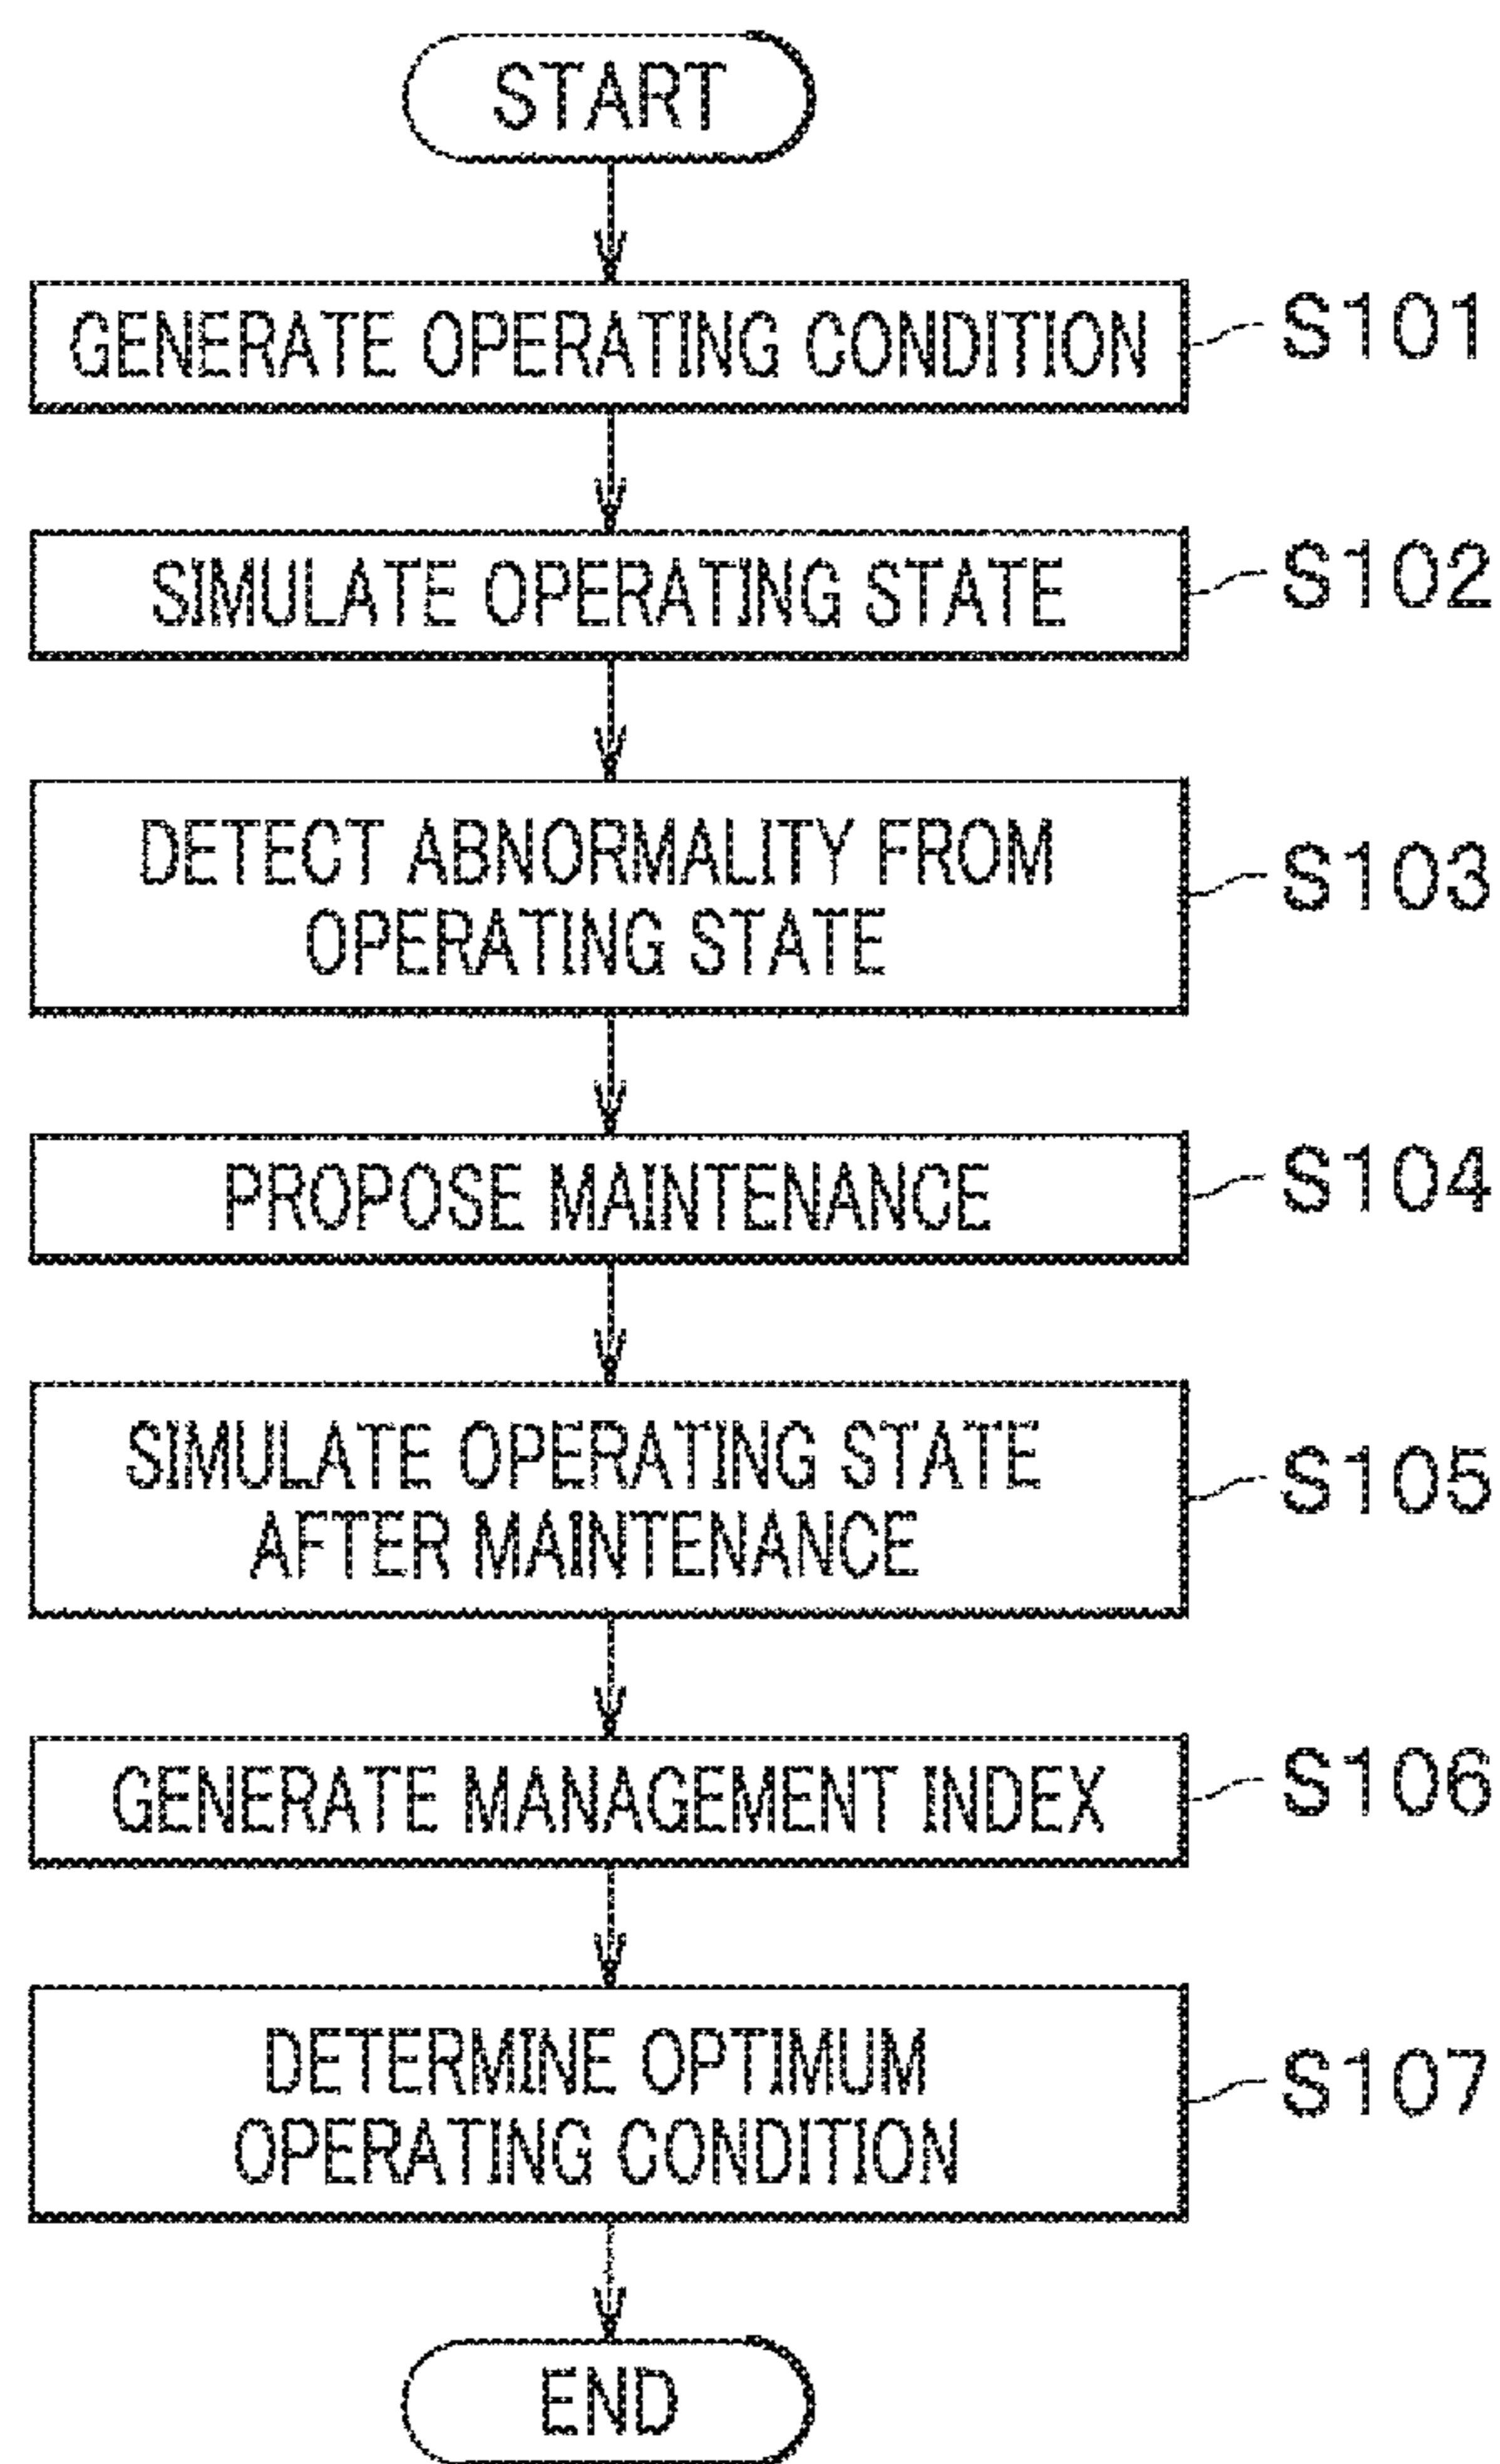 START
GENERATE OPERATING CONDITION
S101
SIMULATE OPERATING STATE
S102
DETECT ABNORMALITY FROM
OPERATING STATE
S103
PROPOSE MAINTENANCE
S104
SIMULATE OPERATING STATE
AFTER MAINTENANCE
S105
GENERATE MANAGEMENT INDEX
S106
DETERMINE OPTIMUM
OPERATING CONDITION
S107
END